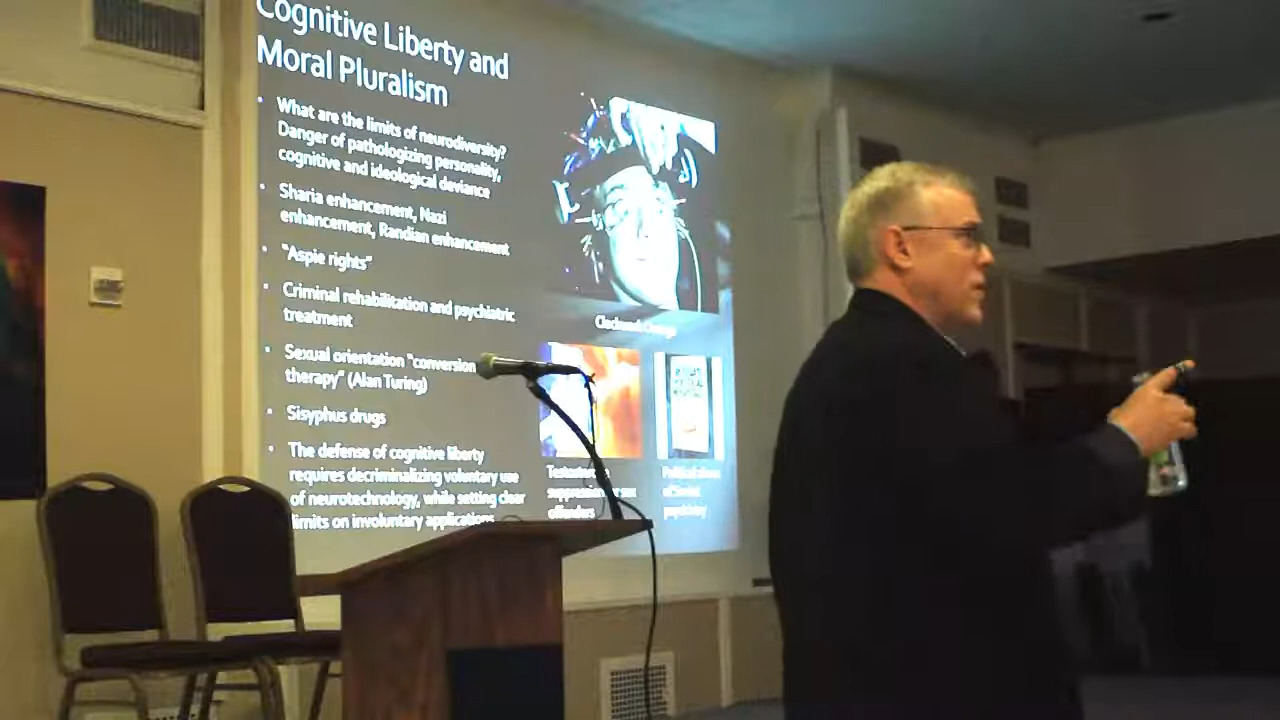 Cognitive Liberty and
Moral Pluralism
• What are the limits of neurodiversity?
Danger of pathologizing personality,
cognitive and ideological deviance
• Sharia enhancement, Nazi
enhancement, Randian enhancement
• "Aspie rights"
• Criminal rehabilitation and psychiatric
treatment
• Sexual orientation "conversion
therapy" (Alan Turing)
• Sisyphus drugs
• The defense of cognitive liberty
requires decriminalizing voluntary use
of neurotechnology, while setting clear
limits on involuntary applications
Clockwork Orange
suppression
offenders
psychiatry